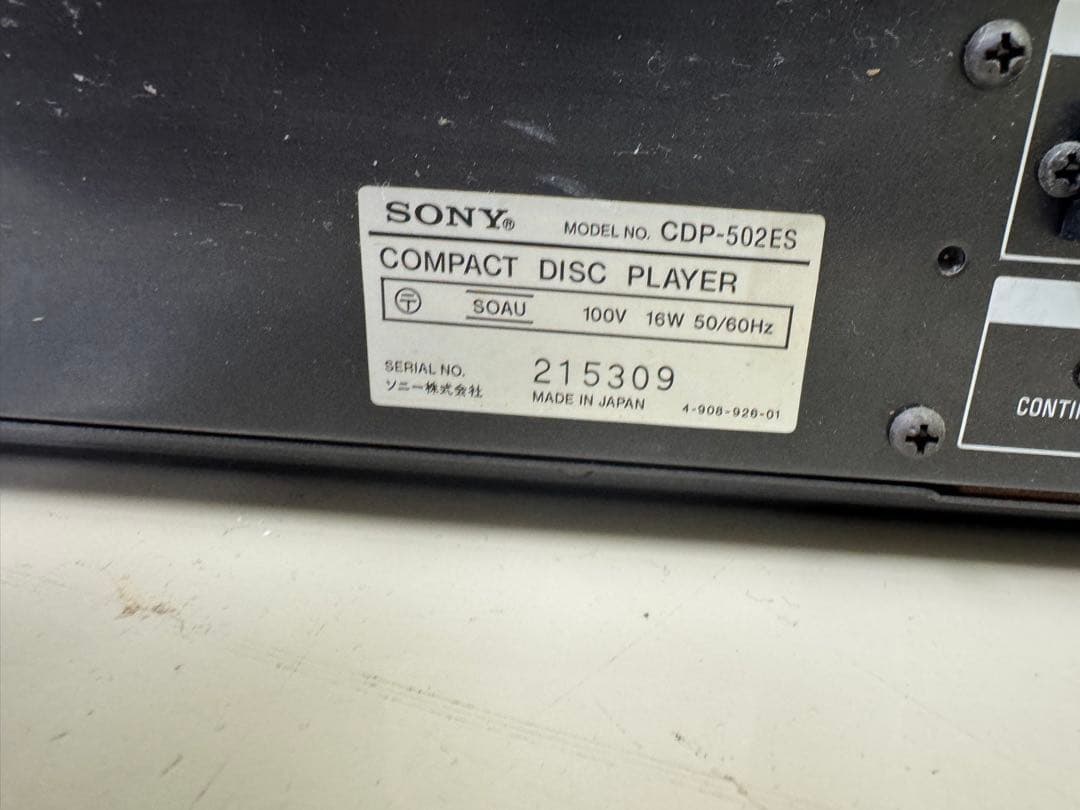 SONY® MODEL NO. CDP-502ES
COMPACT DISC PLAYER
〒 SOAU 100V 16W 50/60Hz
SERIAL NO. 215309
ソニー株式会社 MADE IN JAPAN 4-908-926-01